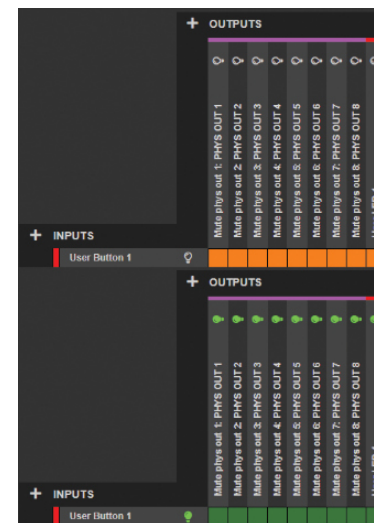 + OUTPUTS
Mute phys out 1: PHYS OUT 1
Mute phys out 2: PHYS OUT 2
Mute phys out 3: PHYS OUT 3
Mute phys out 4: PHYS OUT 4
Mute phys out 5: PHYS OUT 5
Mute phys out 6: PHYS OUT 6
Mute phys out 7: PHYS OUT 7
Mute phys out 8: PHYS OUT 8
+ INPUTS
User Button 1
+ OUTPUTS
Mute phys out 1: PHYS OUT 1
Mute phys out 2: PHYS OUT 2
Mute phys out 3: PHYS OUT 3
Mute phys out 4: PHYS OUT 4
Mute phys out 5: PHYS OUT 5
Mute phys out 6: PHYS OUT 6
Mute phys out 7: PHYS OUT 7
Mute phys out 8: PHYS OUT 8
+ INPUTS
User Button 1